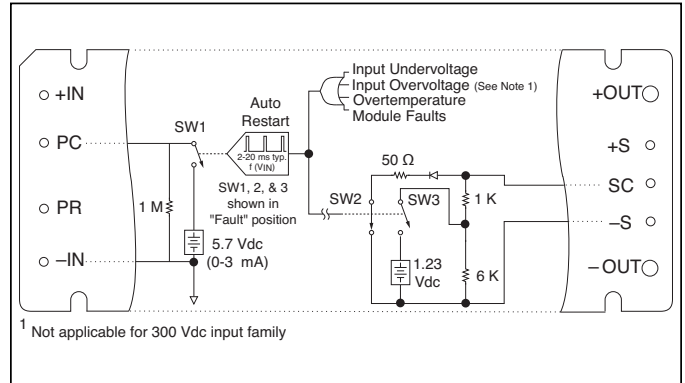 +IN
PC
PR
−IN
1 M
SW1
5.7 Vdc
(0-3 mA)
Auto
Restart
2-20 ms typ.
f (VIN)
SW1, 2, & 3
shown in
"Fault" position
Input Undervoltage
Input Overvoltage (See Note 1)
Overtemperature
Module Faults
50 Ω
SW2
SW3
1 K
1.23
Vdc
6 K
+OUT
+S
SC
−S
−OUT
1 Not applicable for 300 Vdc input family